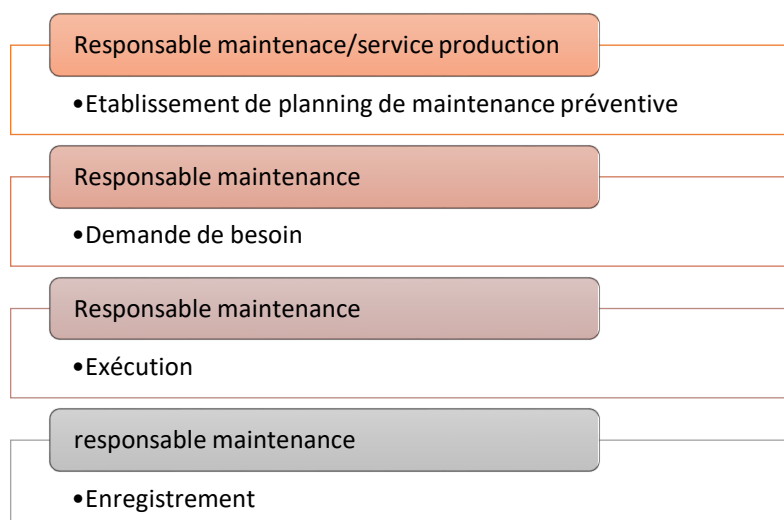 Responsable maintenace/service production
•Etablissement de planning de maintenance préventive
Responsable maintenance
•Demande de besoin
Responsable maintenance
•Exécution
responsable maintenance
•Enregistrement